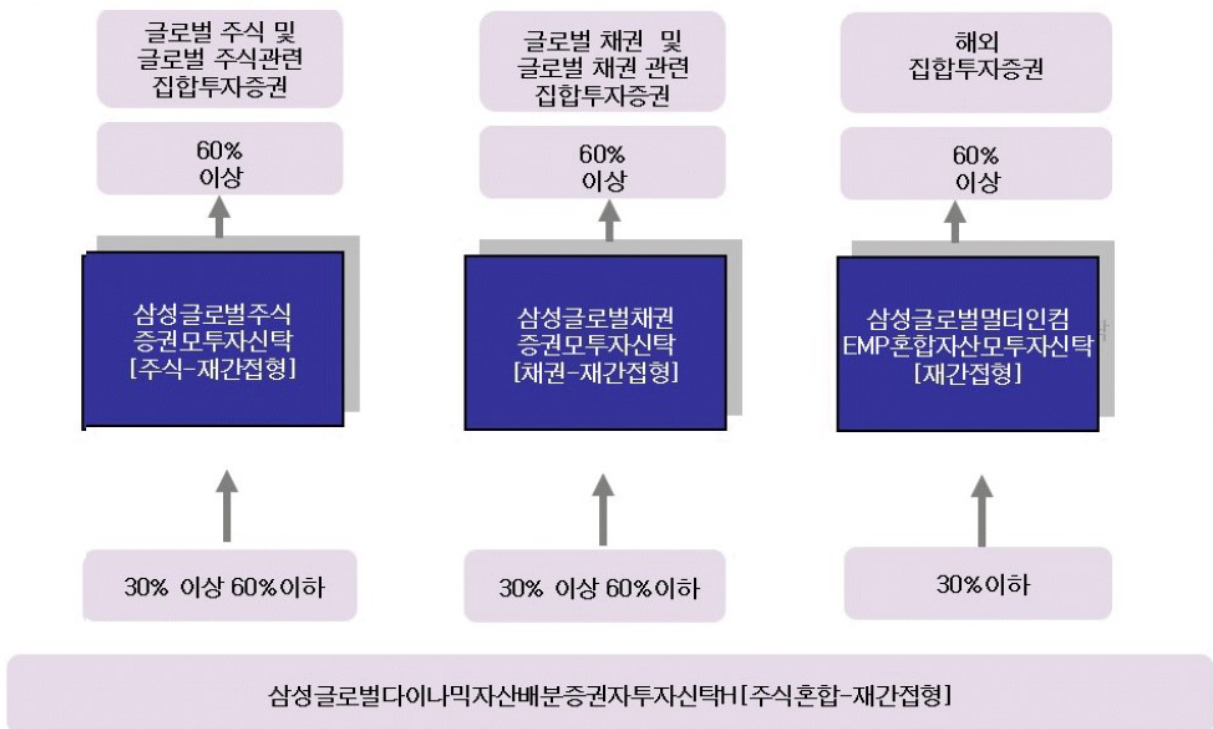 글로벌 주식 및
글로벌 주식관련
집합투자증권
글로벌 채권 및
글로벌 채권 관련
집합투자증권
해외
집합투자증권
60%
이상
60%
이상
60%
이상
삼성글로벌주식
증권모투자신탁
[주식-재간접형]
삼성글로벌채권
증권모투자신탁
[채권-재간접형]
삼성글로벌멀티인컴
EMP혼합자산모투자신탁
[재간접형]
30% 이상 60%이하
30% 이상 60%이하
30%이하
삼성글로벌다이나믹자산배분증권자투자신탁H[주식혼합-재간접형]